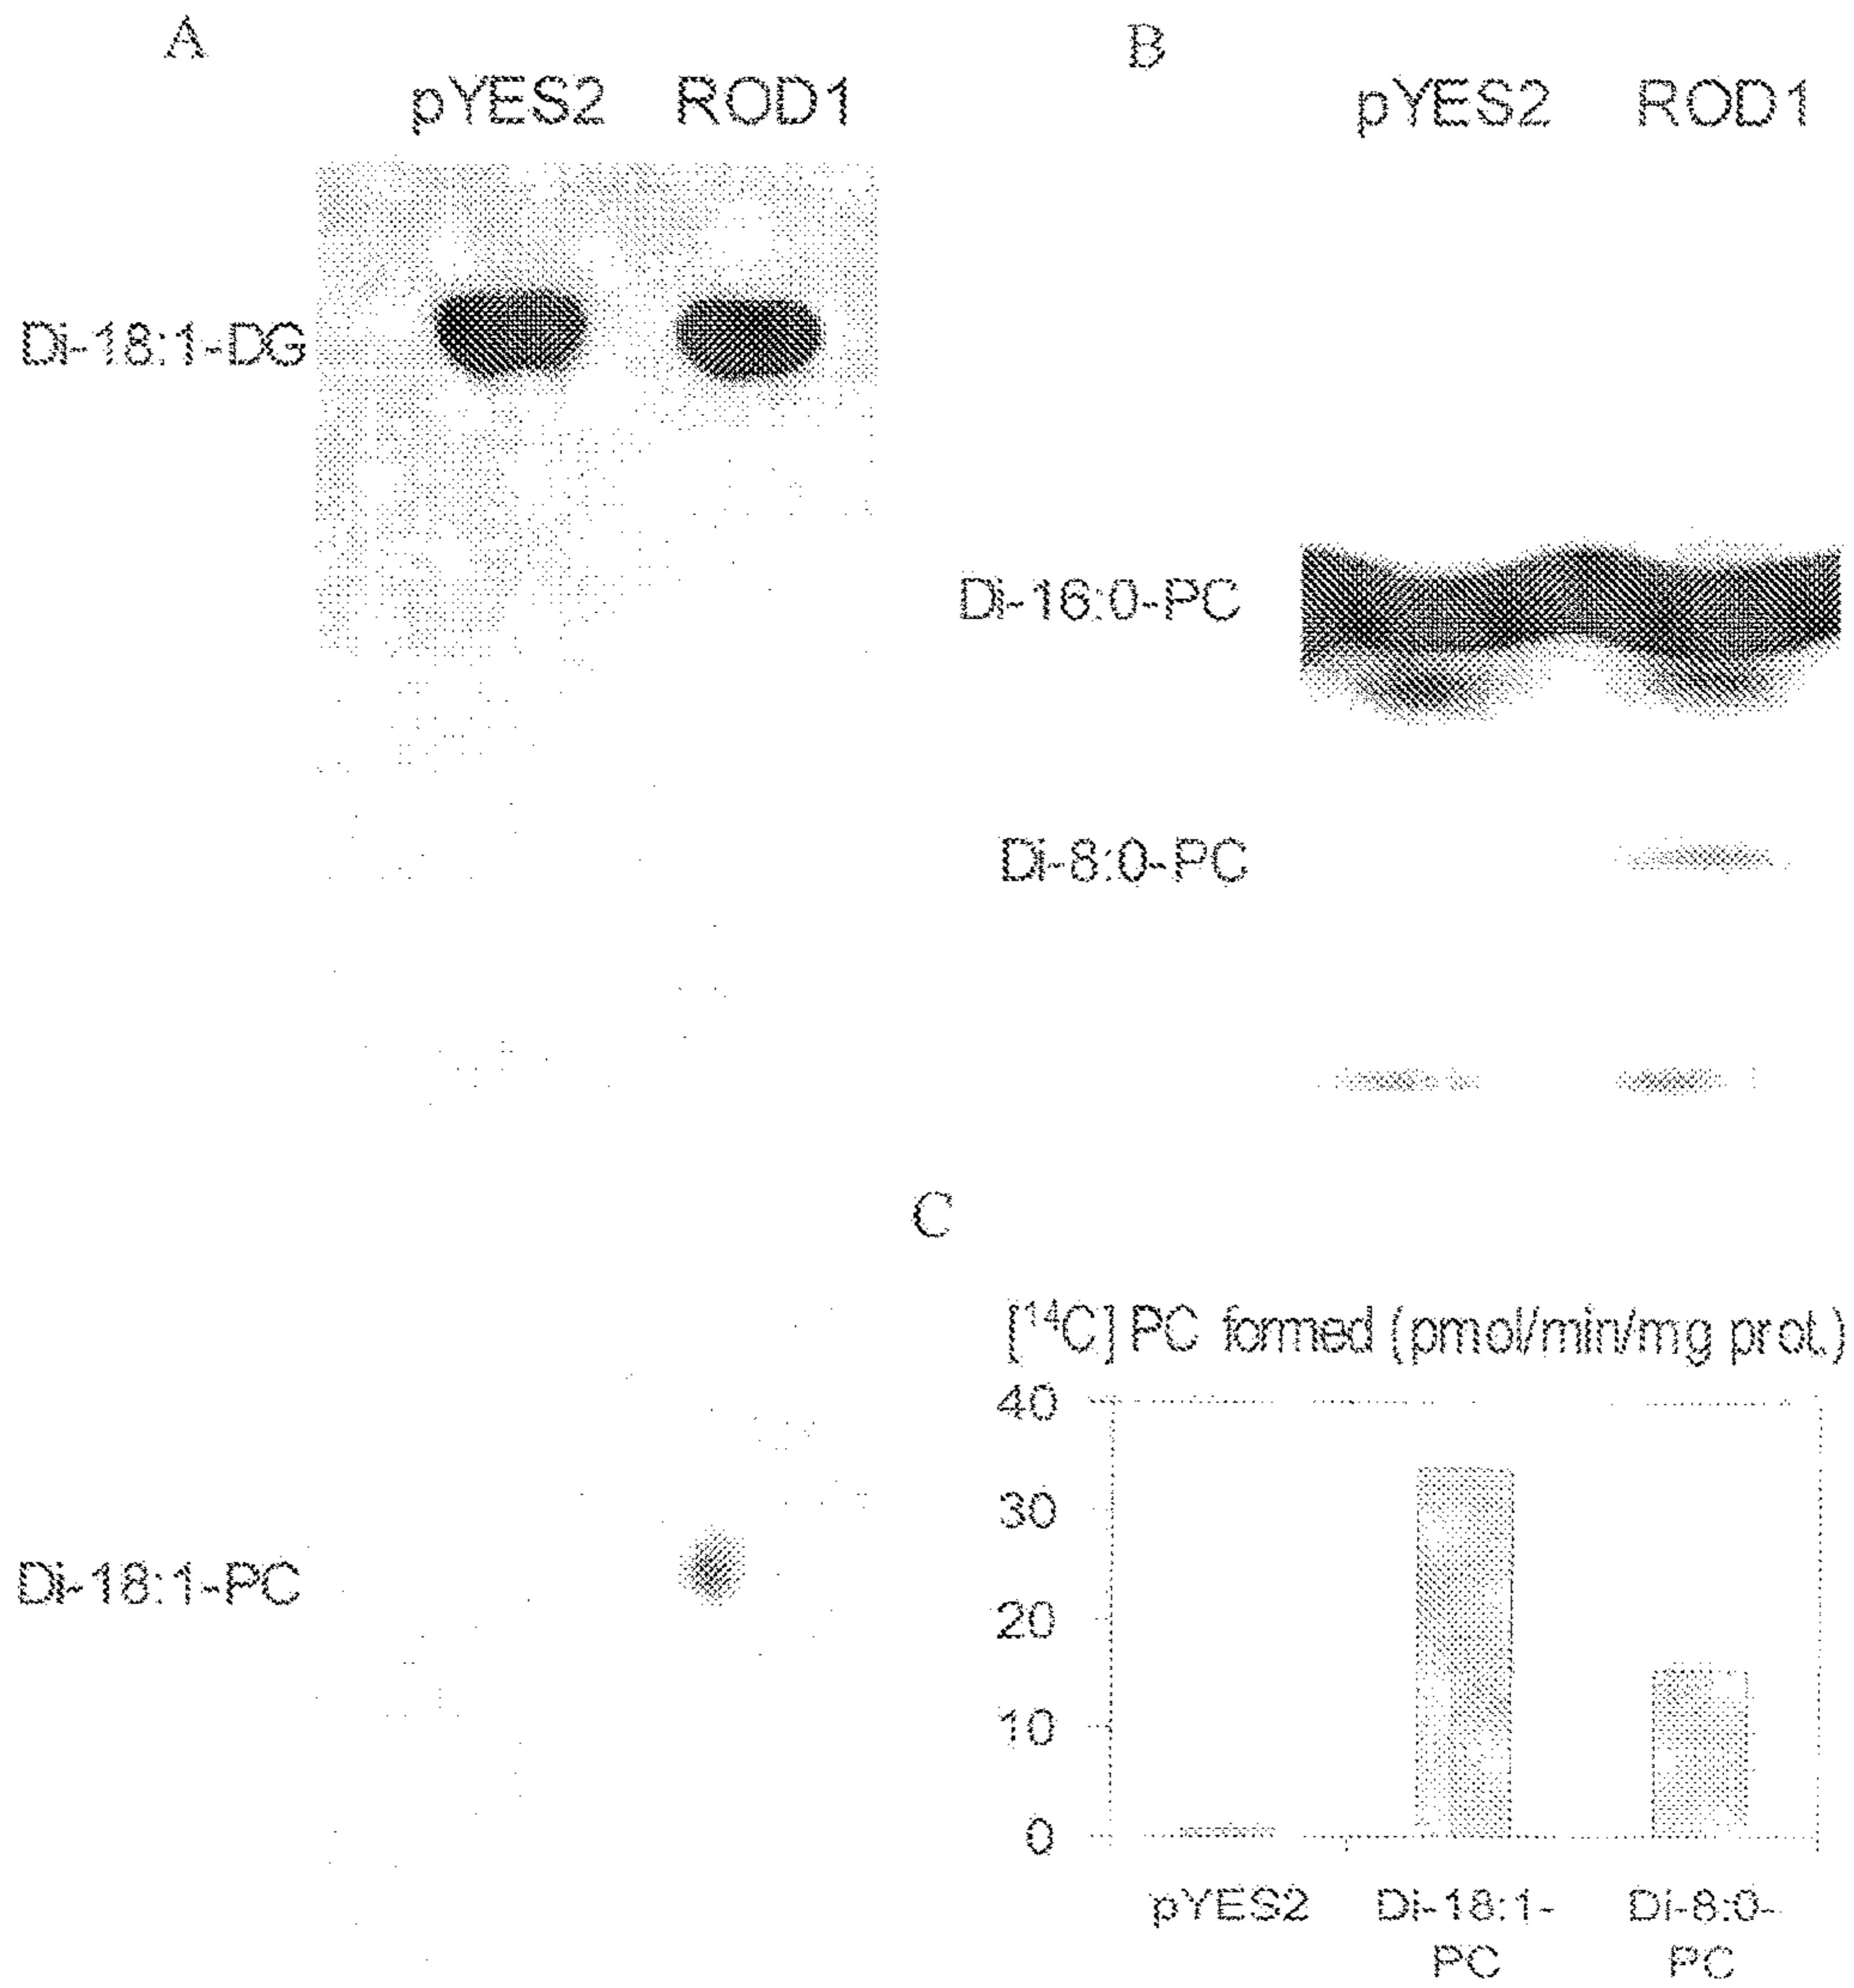 A
pYES2 ROD1
Di-18:1-DG
Di-18:1-PC
B
pYES2 ROD1
Di-16:0-PC
Di-8:0-PC
C
[¹⁴C] PC formed (pmol/min/mg prot.)
40
30
20
10
0
pYES2 Di-18:1- Di-8:0-
PC PC